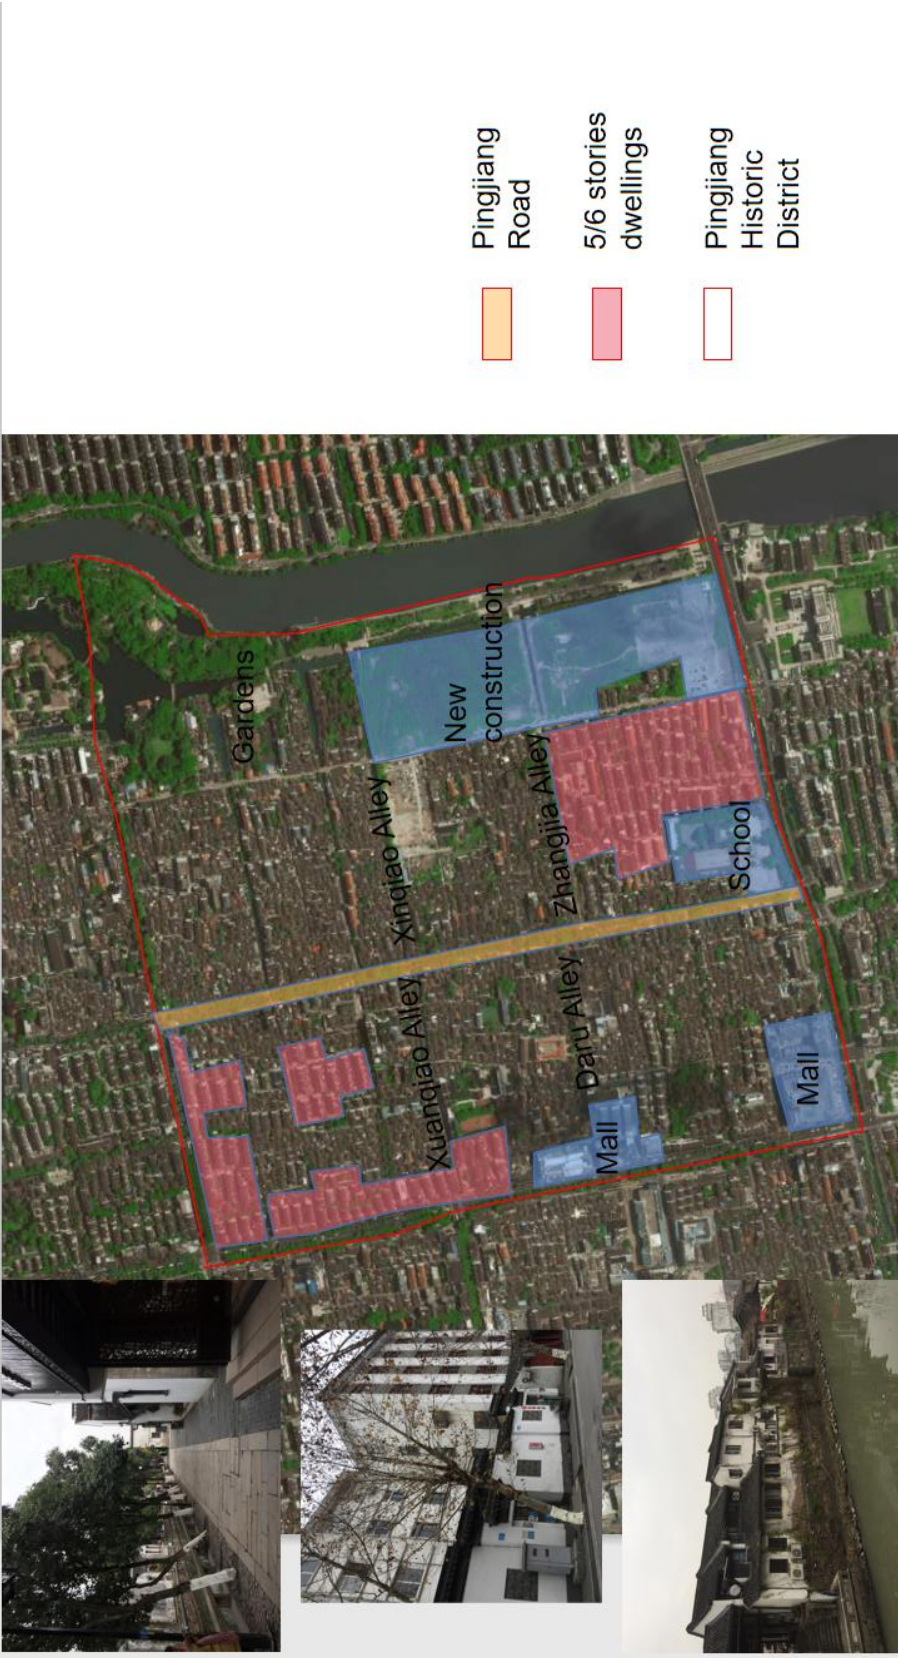 Pingjiang
Road
5/6 stories
dwellings
Pingjiang
Historic
District
Gardens
New
construction
Xinqiao Alley
Zhangjia Alley
School
Xuanqiao Alley
Daru Alley
Mall
Mall